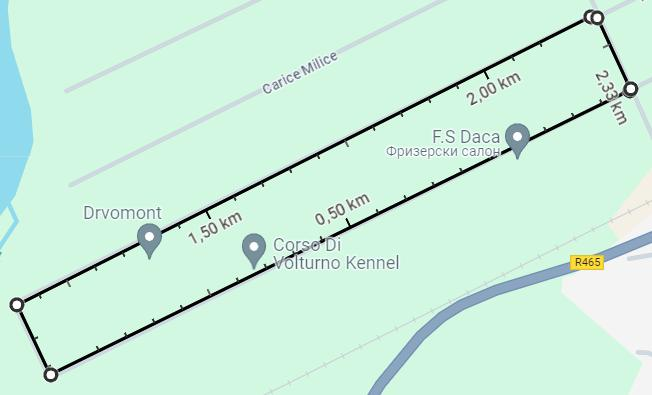 Carice Milice
2,00 km
2,33 km
F.S Daca
Фризерски салон
Drvomont
1,50 km
0,50 km
Corso Di
Volturno Kennel
R465